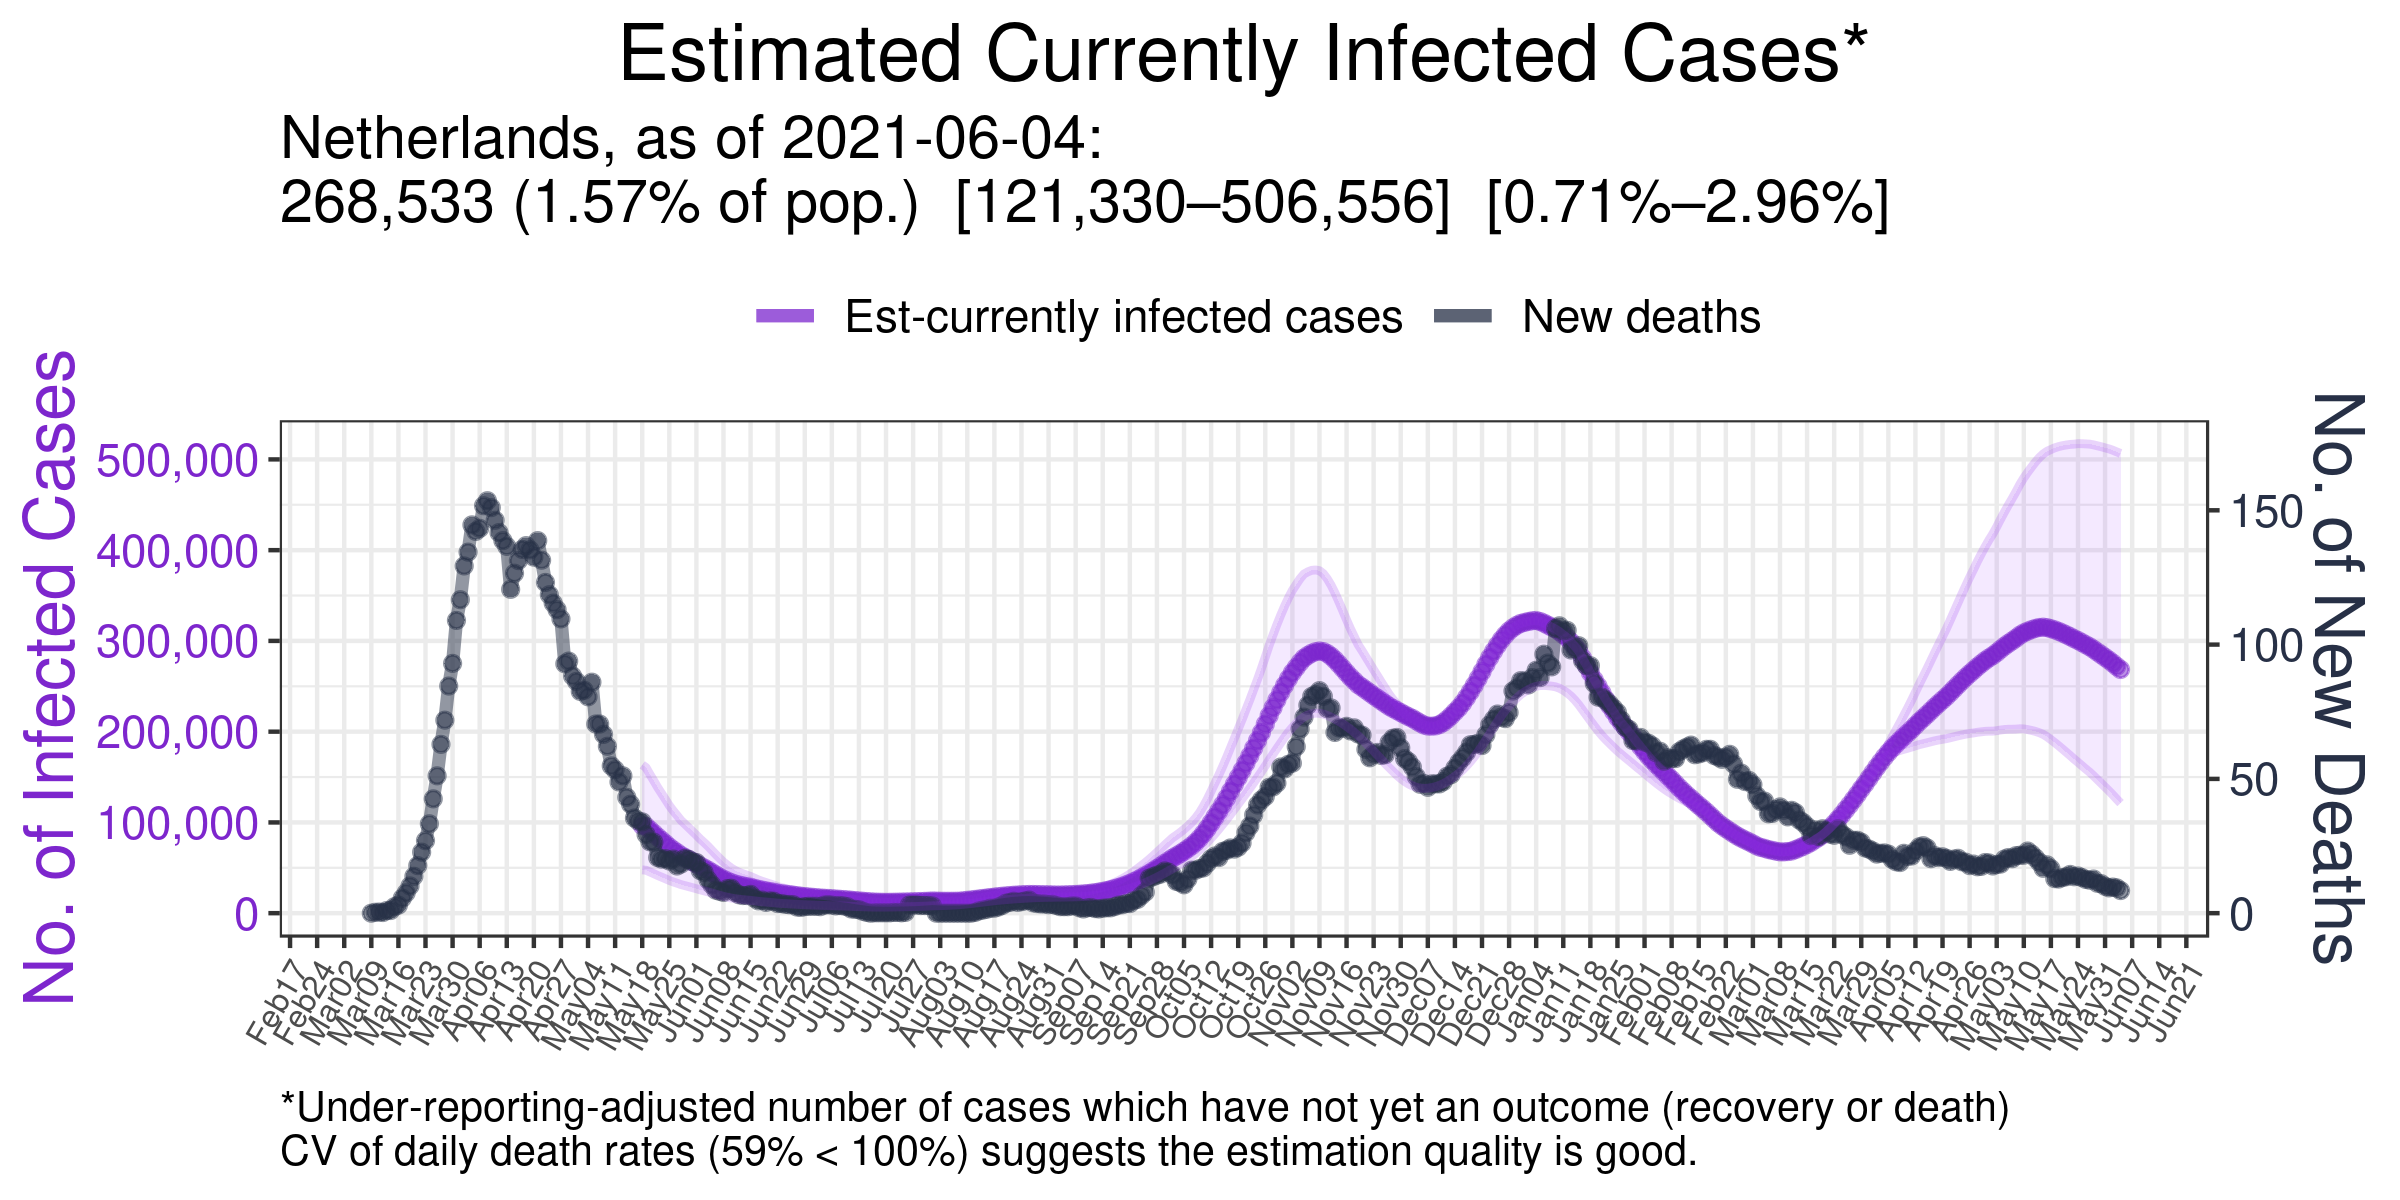 Estimated Currently Infected Cases*
Netherlands, as of 2021-06-04:
268,533 (1.57% of pop.) [121,330–506,556] [0.71%–2.96%]
Est-currently infected cases
New deaths
No. of Infected Cases
500,000
400,000
300,000
200,000
100,000
0
150
100
50
0
No. of New Deaths
Feb17
Feb24
Mar02
Mar09
Mar16
Mar23
Mar30
Apr06
Apr13
Apr20
Apr27
May04
May11
May18
May25
Jun01
Jun08
Jun15
Jun22
Jun29
Jul06
Jul13
Jul20
Jul27
Aug03
Aug10
Aug17
Aug24
Aug31
Sep07
Sep14
Sep21
Sep28
Oct05
Oct12
Oct19
Oct26
Nov02
Nov09
Nov16
Nov23
Nov30
Dec07
Dec14
Dec21
Dec28
Jan04
Jan11
Jan18
Jan25
Feb01
Feb08
Feb15
Feb22
Mar01
Mar08
Mar15
Mar22
Mar29
Apr05
Apr12
Apr19
Apr26
May03
May10
May17
May24
May31
Jun07
Jun14
Jun21
*Under-reporting-adjusted number of cases which have not yet an outcome (recovery or death)
CV of daily death rates (59% < 100%) suggests the estimation quality is good.